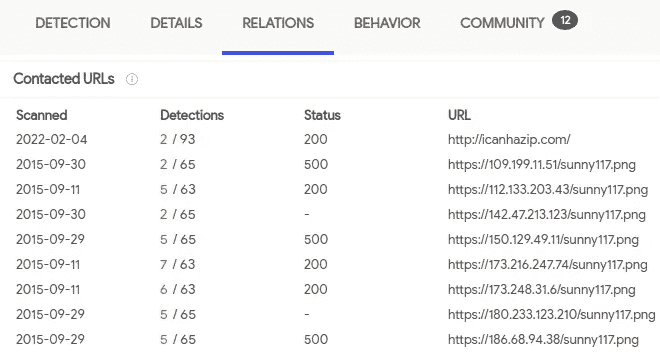 DETECTION DETAILS RELATIONS BEHAVIOR COMMUNITY 12
Contacted URLs
Scanned Detections Status URL
2022-02-04 2 / 93 200 http://icanhazip.com/
2015-09-30 2 / 65 500 https://109.199.11.51/sunny117.png
2015-09-11 5 / 63 200 https://112.133.203.43/sunny117.png
2015-09-30 2 / 65 - https://142.47.213.123/sunny117.png
2015-09-29 5 / 65 500 https://150.129.49.11/sunny117.png
2015-09-11 7 / 63 200 https://173.216.247.74/sunny117.png
2015-09-11 6 / 63 200 https://173.248.31.6/sunny117.png
2015-09-29 5 / 65 - https://180.233.123.210/sunny117.png
2015-09-29 5 / 65 500 https://186.68.94.38/sunny117.png